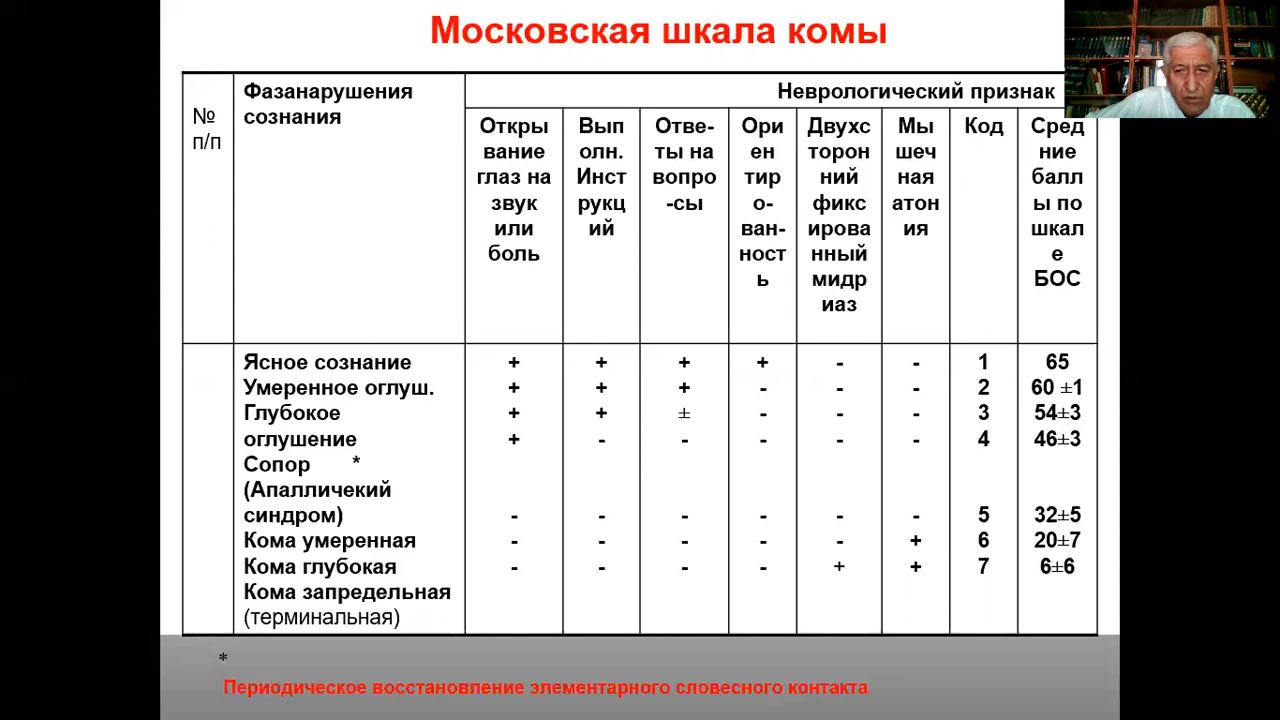 Московская шкала комы
№
п/п
Фазанарушения
сознания
Неврологический признак
Откры
вание
глаз на
звук
или
боль
Вып
олн.
Инст
рукц
ий
Отве-
ты на
вопро
-сы
Ори
ен
тир
о-
ван-
ност
ь
Двухс
торон
ний
фикс
ирова
нный
мидр
иаз
Мы
шеч
ная
атон
ия
Код
Сред
ние
балл
ы по
шкал
е
БОС
Ясное сознание + + + + - - 1 65
Умеренное оглуш. + + + - - - 2 60 ±1
Глубокое + + ± - - - 3 54±3
оглушение + - - - - - 4 46±3
Сопор *
(Апалличекий
синдром) - - - - - - 5 32±5
Кома умеренная - - - - - + 6 20±7
Кома глубокая - - - - + + 7 6±6
Кома запредельная
(терминальная)
*
Периодическое восстановление элементарного словесного контакта